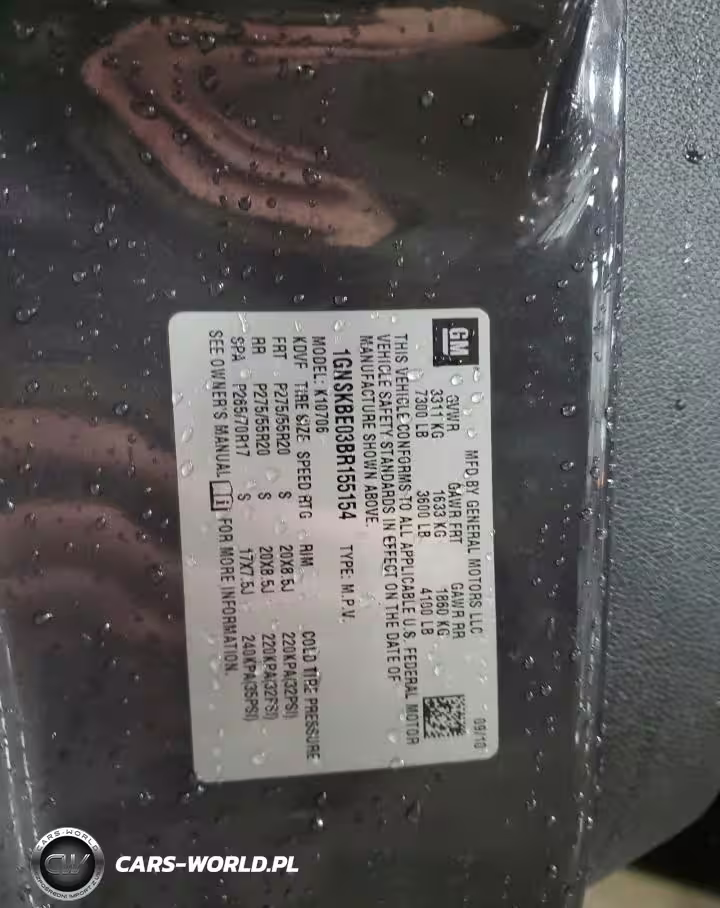 GM
MFD BY GENERAL MOTORS LLC 09/10
GVWR GAWR FRT GAWR RR
3311 KG 1633 KG 1860 KG
7300 LB 3600 LB 4100 LB
THIS VEHICLE CONFORMS TO ALL APPLICABLE U.S. FEDERAL MOTOR
VEHICLE SAFETY STANDARDS IN EFFECT ON THE DATE OF
MANUFACTURE SHOWN ABOVE.
1GNSKBE03BR155154 TYPE: M.P.V.
MODEL: K10706
KDVF TIRE SIZE SPEED RTG RIM COLD TIRE PRESSURE
FRT P275/55R20 S 20X8.5J 220KPA(32PSI)
RR P275/55R20 S 20X8.5J 220KPA(32PSI)
SPA P265/70R17 S 17X7.5J 240KPA(35PSI)
SEE OWNER'S MANUAL FOR MORE INFORMATION.
CARS-WORLD
CW
CARS-WORLD.PL